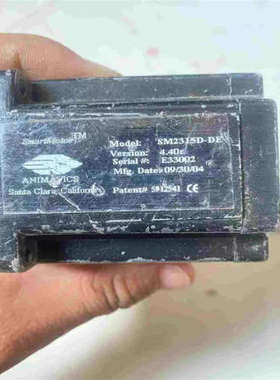 SmartMotor™
ANIMATICS
Santa Clara, California
Model: SM2315D-DE
Version: 4.40r
Serial #: E33002
Mfg. Date: 09/30/04
Patent# 5912541 CE